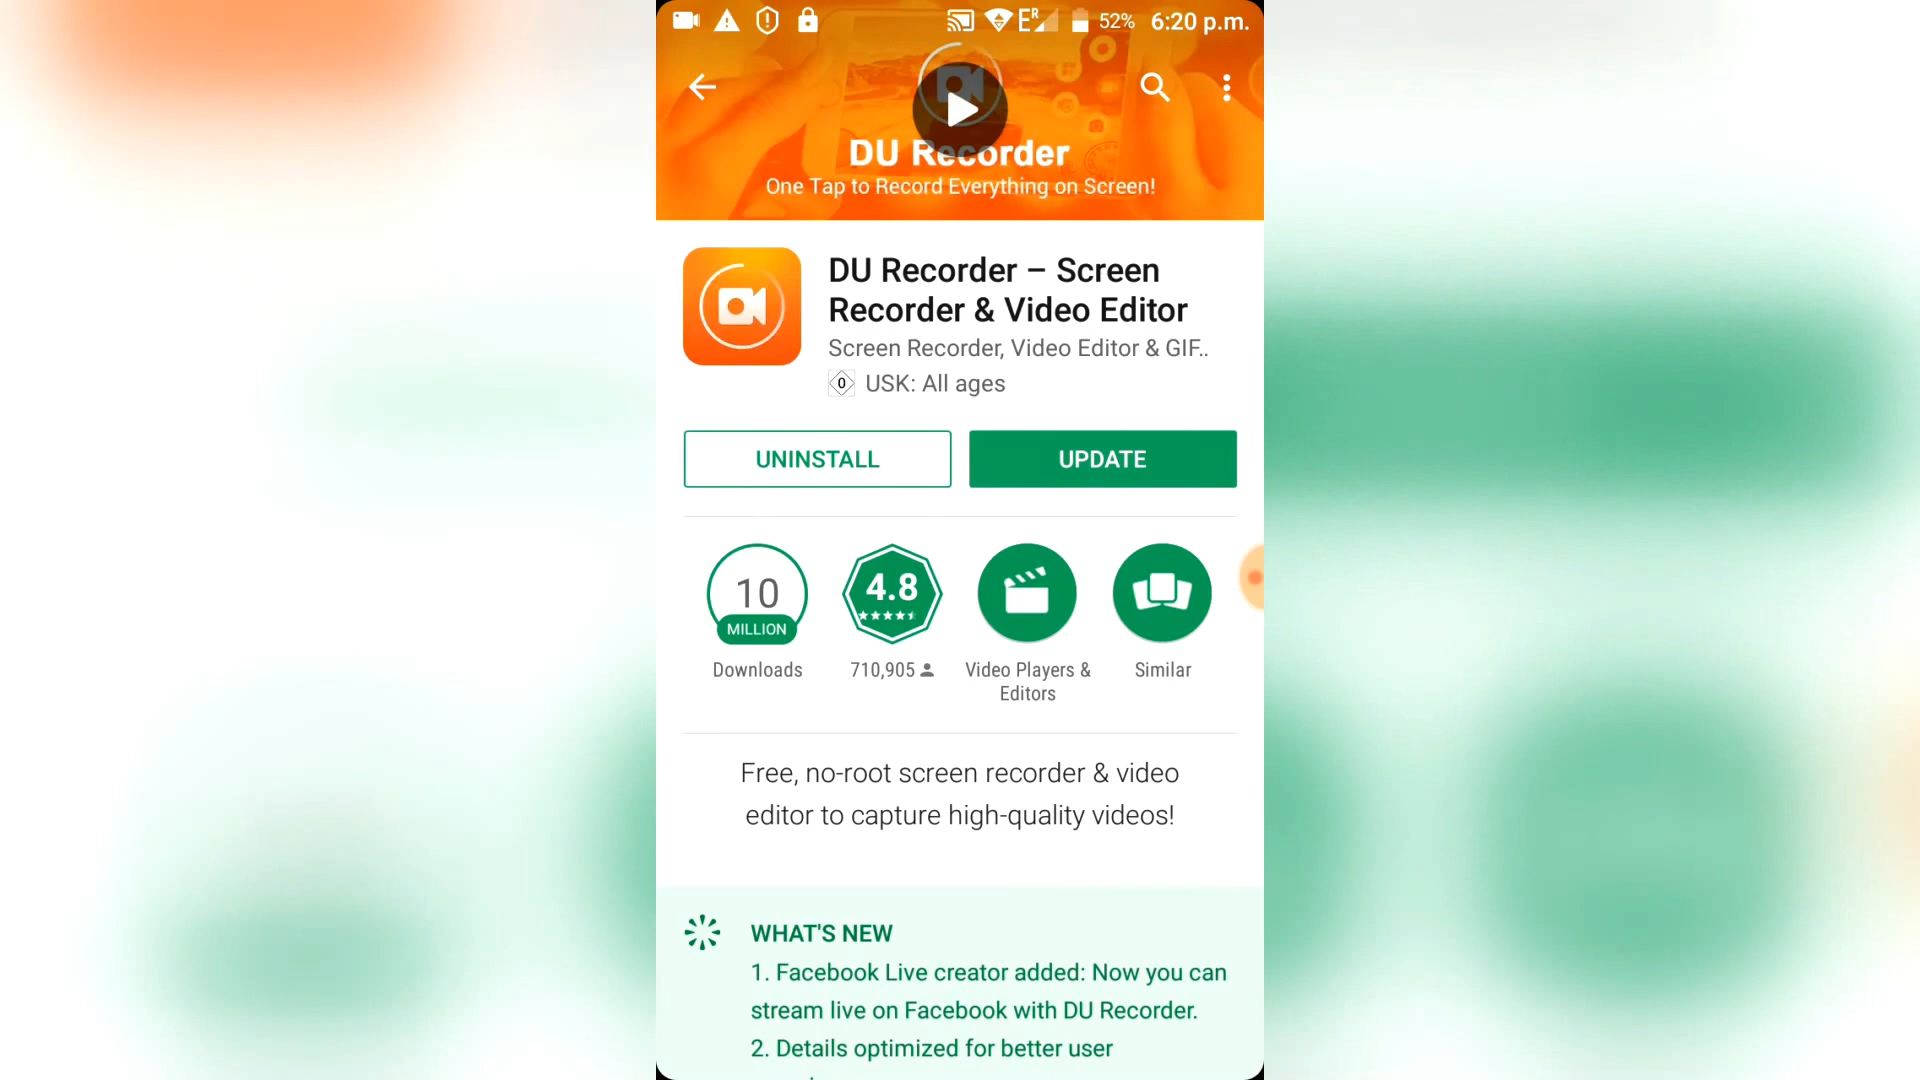 E R 52% 6:20 p.m.
DU Recorder
One Tap to Record Everything on Screen!
DU Recorder – Screen
Recorder & Video Editor
Screen Recorder, Video Editor & GIF..
0 USK: All ages
UNINSTALL UPDATE
10
MILLION
4.8
Downloads 710,905 Video Players &
Editors Similar
Free, no-root screen recorder & video
editor to capture high-quality videos!
WHAT'S NEW
1. Facebook Live creator added: Now you can
stream live on Facebook with DU Recorder.
2. Details optimized for better user